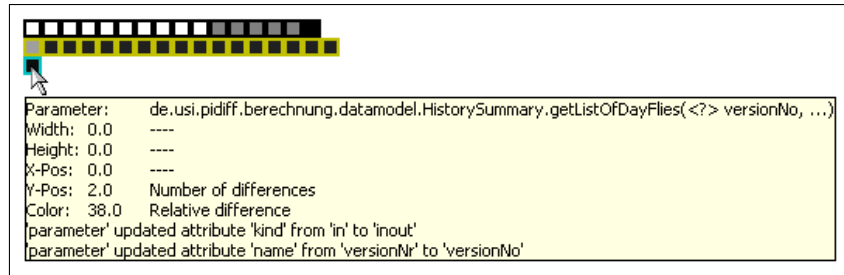 Parameter: de.usi.pidiff.berechnung.datamodel.HistorySummary.getListOfDayFlies(<?> versionNo, ...)
Width: 0.0 ----
Height: 0.0 ----
X-Pos: 0.0 ----
Y-Pos: 2.0 Number of differences
Color: 38.0 Relative difference
'parameter' updated attribute 'kind' from 'in' to 'inout'
'parameter' updated attribute 'name' from 'versionNr' to 'versionNo'